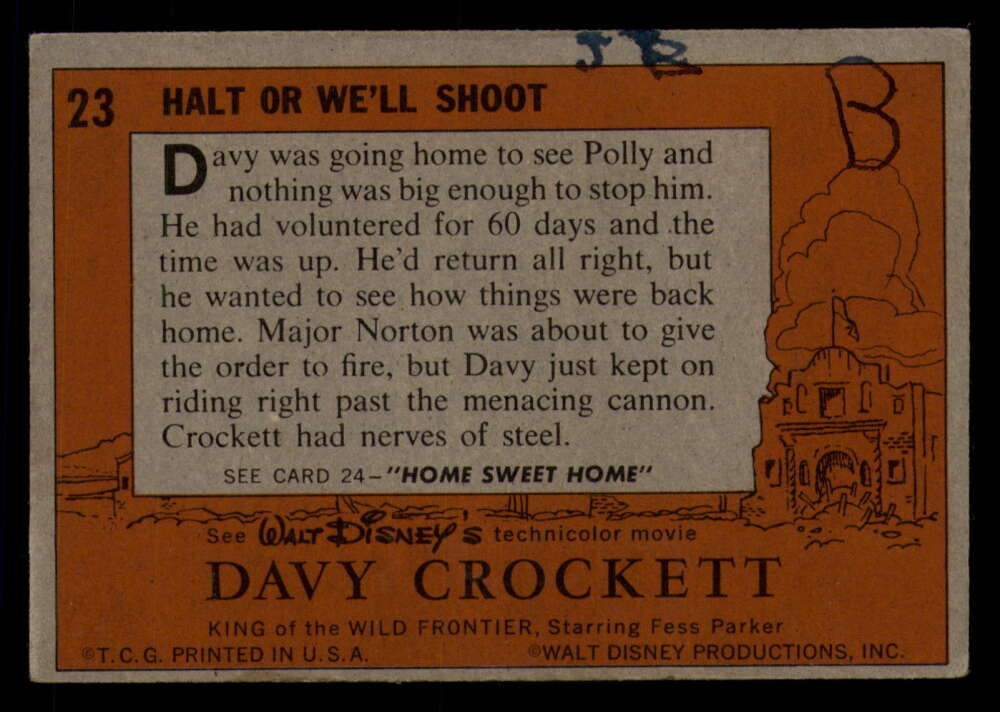 J B
B
23 HALT OR WE'LL SHOOT
Davy was going home to see Polly and
nothing was big enough to stop him.
He had voluntered for 60 days and the
time was up. He'd return all right, but
he wanted to see how things were back
home. Major Norton was about to give
the order to fire, but Davy just kept on
riding right past the menacing cannon.
Crockett had nerves of steel.
SEE CARD 24–"HOME SWEET HOME"
See WALT DISNEY'S technicolor movie
DAVY CROCKETT
KING of the WILD FRONTIER, Starring Fess Parker
©T.C.G. PRINTED IN U.S.A. ©WALT DISNEY PRODUCTIONS, INC.